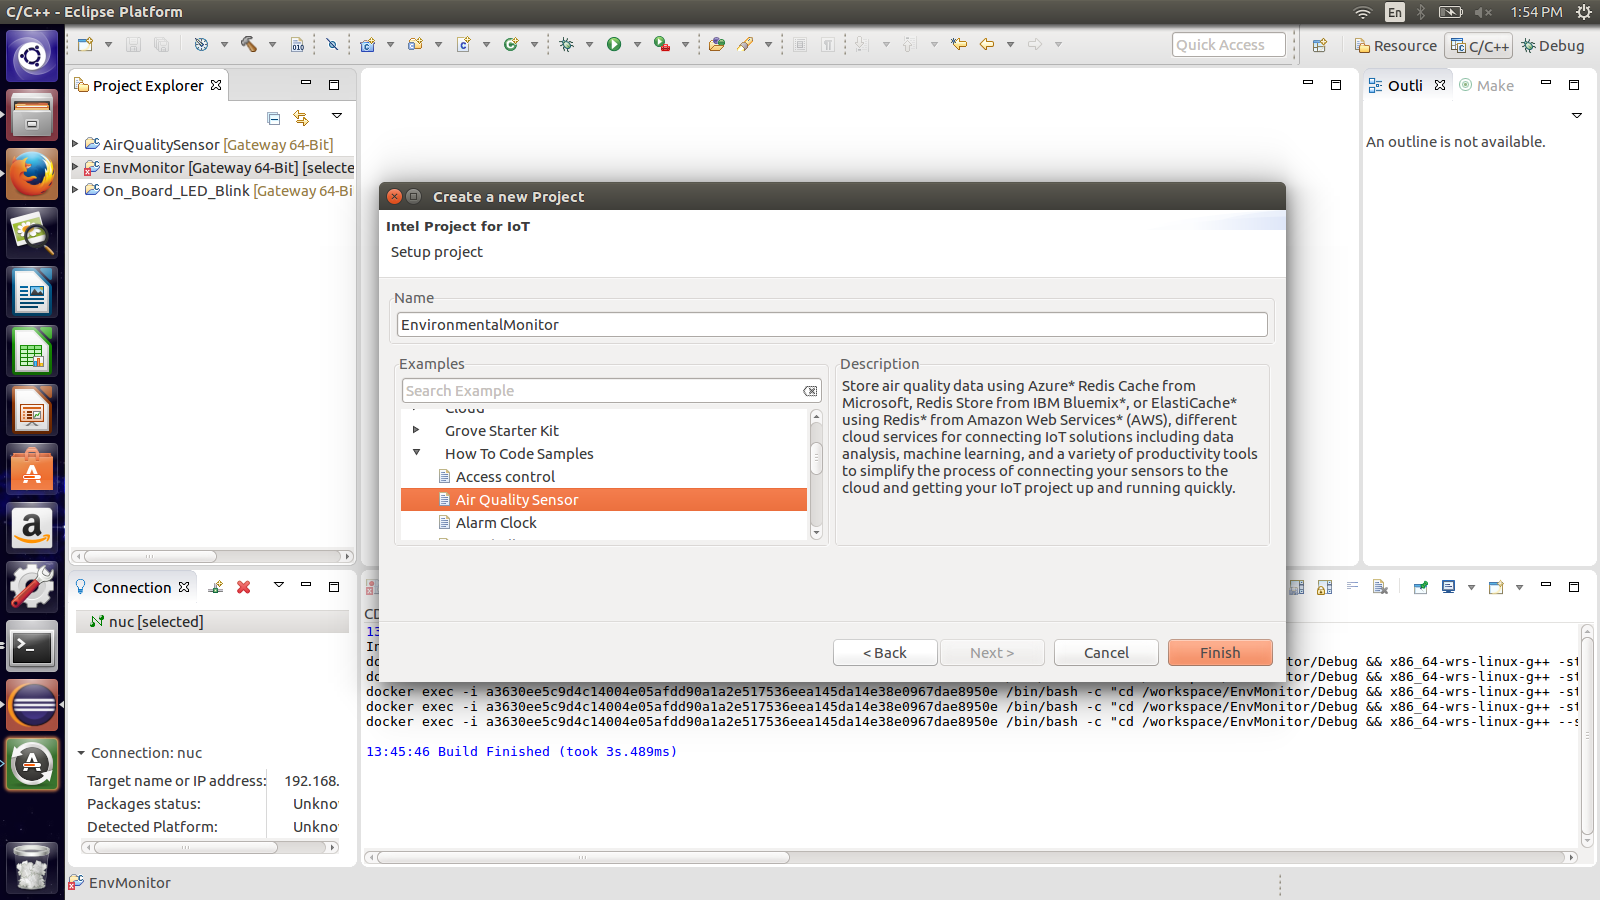 C/C++ - Eclipse Platform
En
1:54 PM
Quick Access
Resource
C/C++
Debug
Project Explorer
AirQualitySensor [Gateway 64-Bit]
EnvMonitor [Gateway 64-Bit] [selecte
On_Board_LED_Blink [Gateway 64-Bi
Outli
Make
An outline is not available.
Create a new Project
Intel Project for IoT
Setup project
Name
EnvironmentalMonitor
Examples
Search Example
Cloud
Grove Starter Kit
How To Code Samples
Access control
Air Quality Sensor
Alarm Clock
Description
Store air quality data using Azure* Redis Cache from
Microsoft, Redis Store from IBM Bluemix*, or ElastiCache*
using Redis* from Amazon Web Services* (AWS), different
cloud services for connecting IoT solutions including data
analysis, machine learning, and a variety of productivity tools
to simplify the process of connecting your sensors to the
cloud and getting your IoT project up and running quickly.
< Back
Next >
Cancel
Finish
Connection
nuc [selected]
Connection: nuc
Target name or IP address: 192.168.
Packages status: Unkno
Detected Platform: Unkno
CD
13
In
do tor/Debug && x86_64-wrs-linux-g++ -st
do tor/Debug && x86_64-wrs-linux-g++ -st
docker exec -i a3630ee5c9d4c14004e05afdd90a1a2e517536eea145da14e38e0967dae8950e /bin/bash -c "cd /workspace/EnvMonitor/Debug && x86_64-wrs-linux-g++ -st
docker exec -i a3630ee5c9d4c14004e05afdd90a1a2e517536eea145da14e38e0967dae8950e /bin/bash -c "cd /workspace/EnvMonitor/Debug && x86_64-wrs-linux-g++ -st
docker exec -i a3630ee5c9d4c14004e05afdd90a1a2e517536eea145da14e38e0967dae8950e /bin/bash -c "cd /workspace/EnvMonitor/Debug && x86_64-wrs-linux-g++ --s
13:45:46 Build Finished (took 3s.489ms)
EnvMonitor